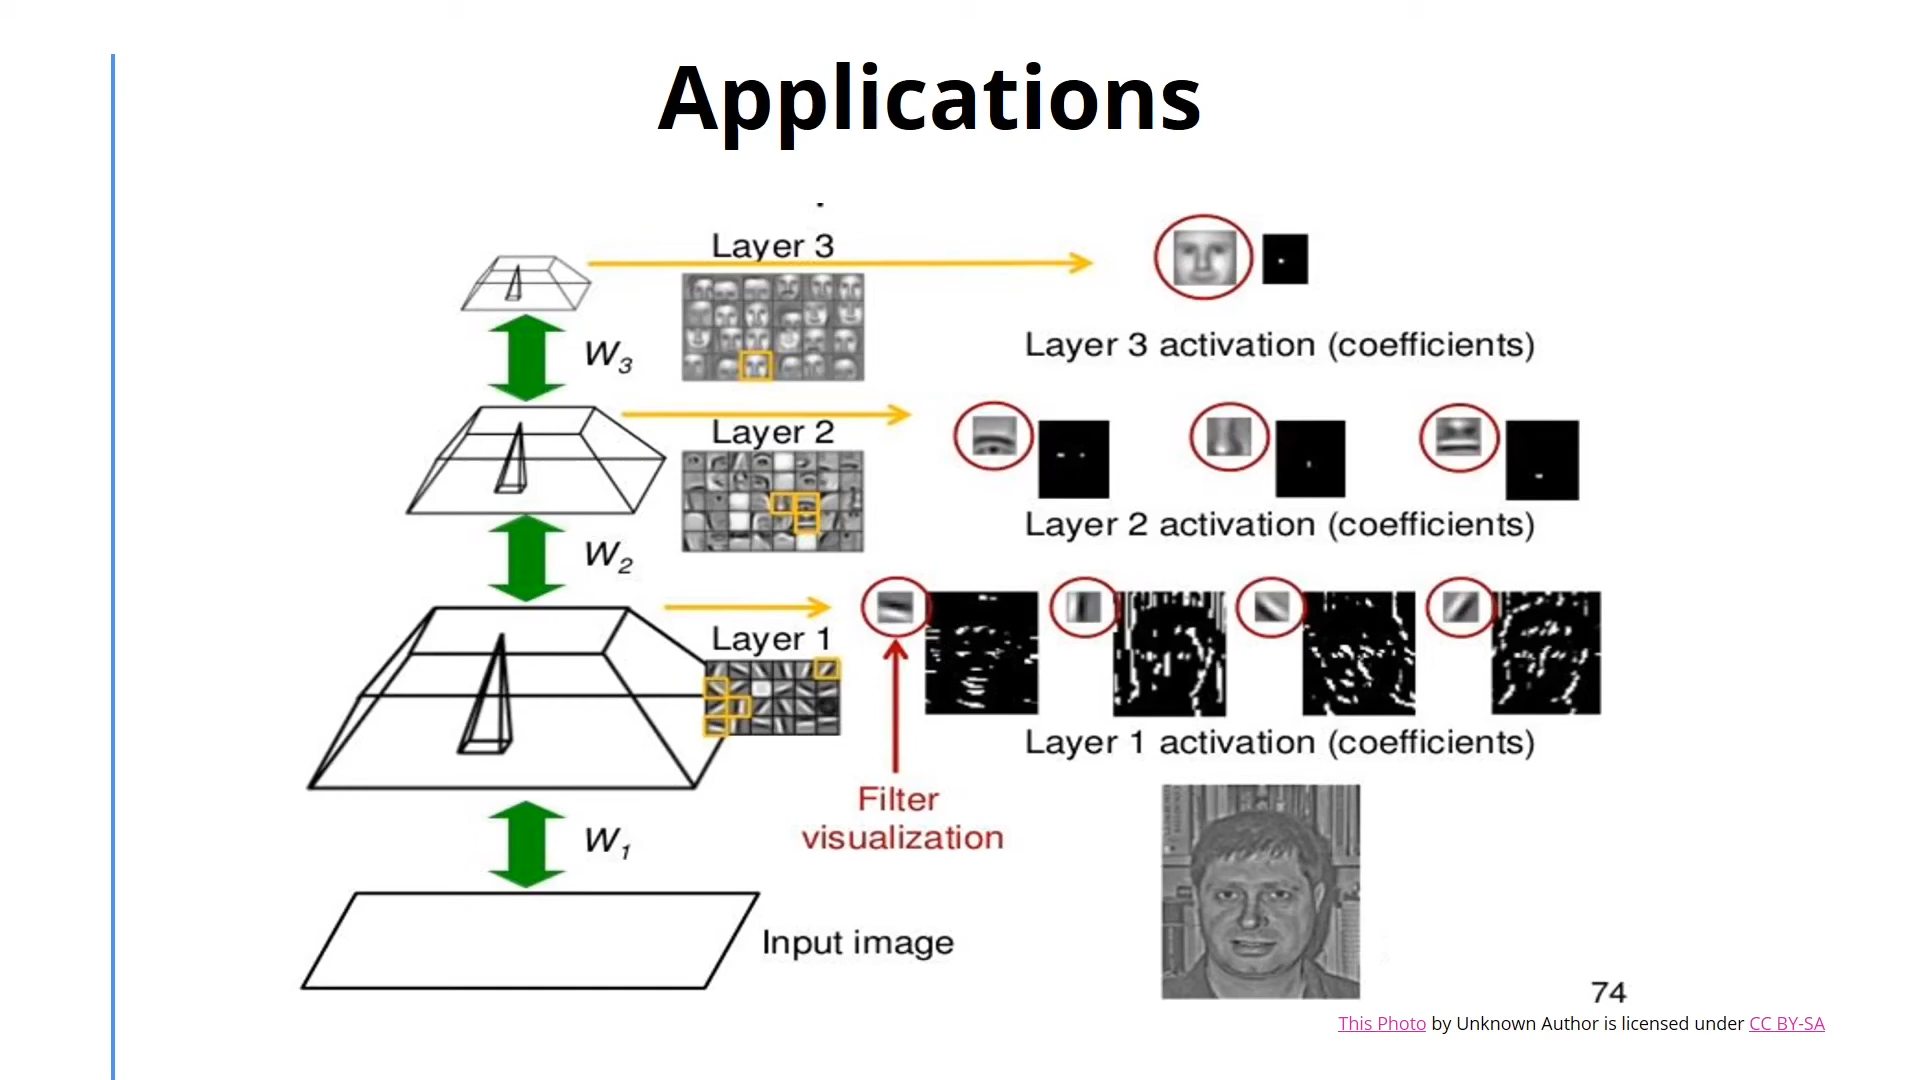 Applications
Layer 3
W3
Layer 3 activation (coefficients)
Layer 2
W2
Layer 2 activation (coefficients)
Layer 1
Layer 1 activation (coefficients)
Filter
visualization
W1
Input image
74
This Photo by Unknown Author is licensed under CC BY-SA